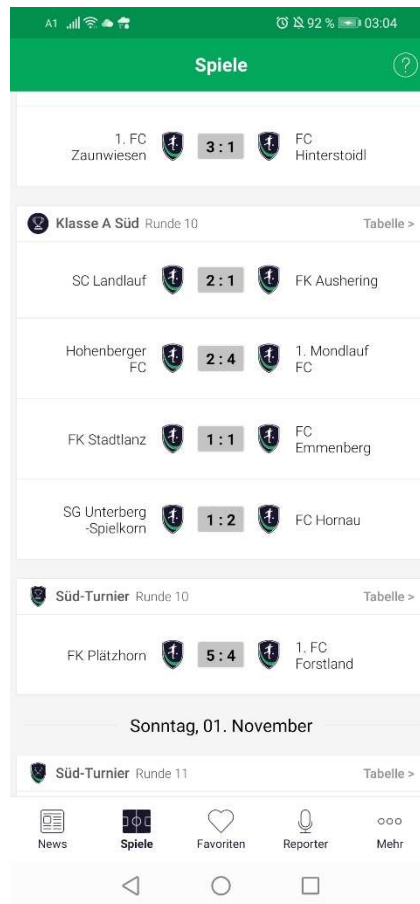 A1 92 % 03:04
Spiele ?
1. FC
Zaunwiesen
3 : 1
FC
Hinterstoidl
Klasse A Süd Runde 10 Tabelle >
SC Landlauf 2 : 1 FK Aushering
Hohenberger
FC
2 : 4
1. Mondlauf
FC
FK Stadtlanz 1 : 1 FC
Emmenberg
SG Unterberg
-Spielkorn
1 : 2 FC Hornau
Süd-Turnier Runde 10 Tabelle >
FK Plätzhorn 5 : 4 1. FC
Forstland
Sonntag, 01. November
Süd-Turnier Runde 11 Tabelle >
News Spiele Favoriten Reporter Mehr